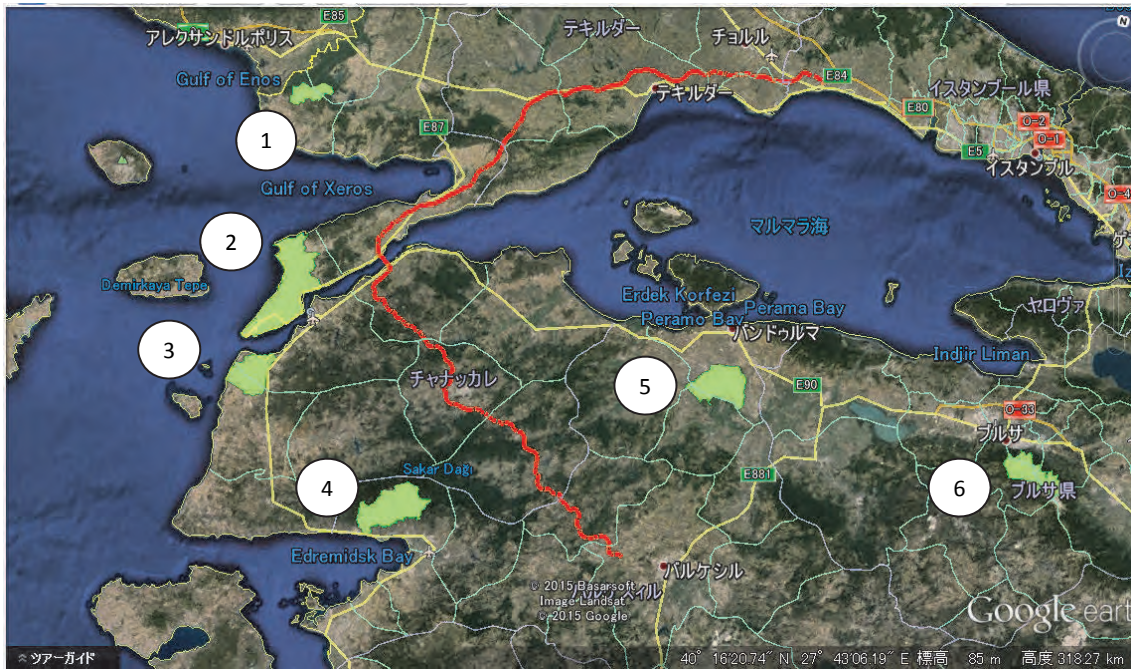 E85
アレクサンドルポリス
テキルダー
チョルル
N
Gulf of Enos
E84
イスタンブール県
テキルダー
E80
O-2
1
E87
O-1
E5
イスタンブル
Gulf of Xeros
O-4
2
マルマラ海
Demirkaya Tepe
Erdek Korfezi
Perama Bay
ヤロヴァ
Peramo Bay
バンドゥルマ
3
Indjir Liman
チャナッカレ
5
E90
O-33
ブルサ
Sakar Dağı
4
E881
6
ブルサ県
Edremidsk Bay
バルケシル
© 2015 Basarsoft
Image Landsat
© 2015 Google
Google earth
ツアーガイド
40° 16'20.74" N 27° 43'06.19" E 標高 85 m 高度 318.27 km